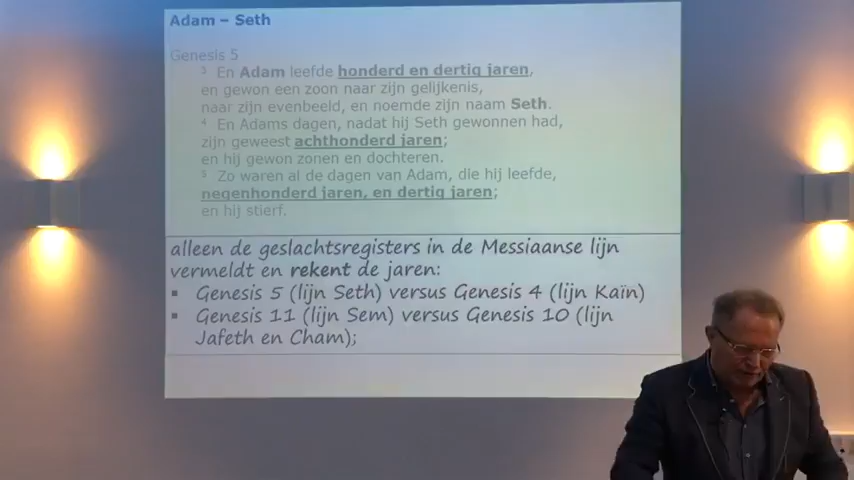 Adam – Seth
Genesis 5
3 En Adam leefde honderd en dertig jaren,
en gewon een zoon naar zijn gelijkenis,
naar zijn evenbeeld, en noemde zijn naam Seth.
4 En Adams dagen, nadat hij Seth gewonnen had,
zijn geweest achthonderd jaren;
en hij gewon zonen en dochteren.
5 Zo waren al de dagen van Adam, die hij leefde,
negenhonderd jaren, en dertig jaren;
en hij stierf.
alleen de geslachtsregisters in de Messiaanse lijn
vermeldt en rekent de jaren:
▪ Genesis 5 (lijn Seth) versus Genesis 4 (lijn Kaïn)
▪ Genesis 11 (lijn Sem) versus Genesis 10 (lijn
Jafeth en Cham);